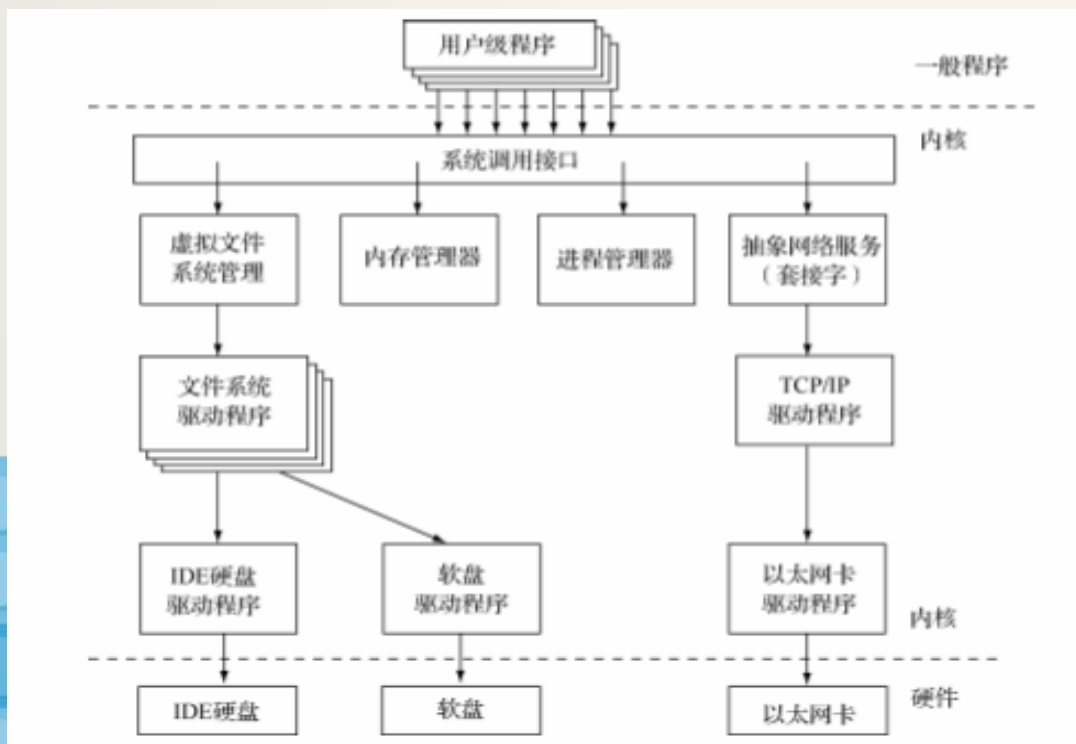 用户级程序
一般程序
内核
系统调用接口
虚拟文件
系统管理
内存管理器
进程管理器
抽象网络服务
（套接字）
文件系统
驱动程序
TCP/IP
驱动程序
IDE硬盘
驱动程序
软盘
驱动程序
以太网卡
驱动程序
内核
IDE硬盘
软盘
以太网卡
硬件